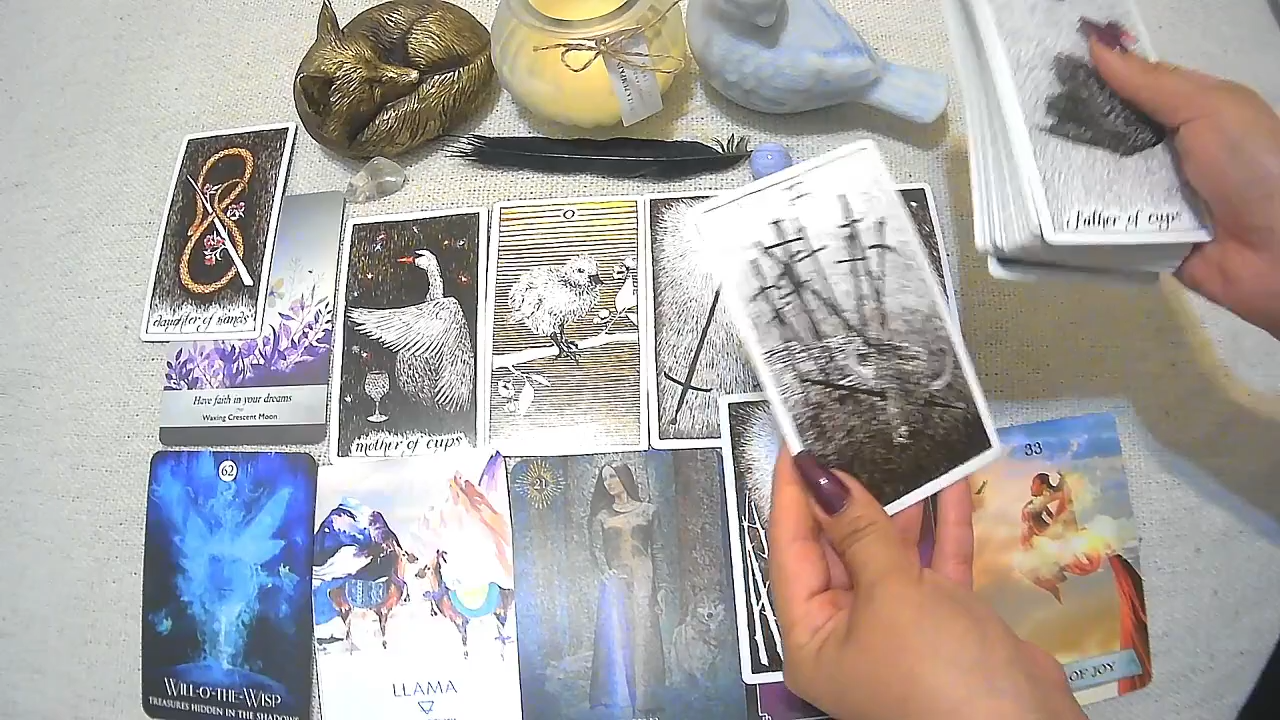 Father of cups
daughter of wands
0
Have faith in your dreams
Waxing Crescent Moon
mother of cups
62
21
33
WILL-O'-THE-WISP
TREASURES HIDDEN IN THE SHADOWS
LLAMA
OF JOY